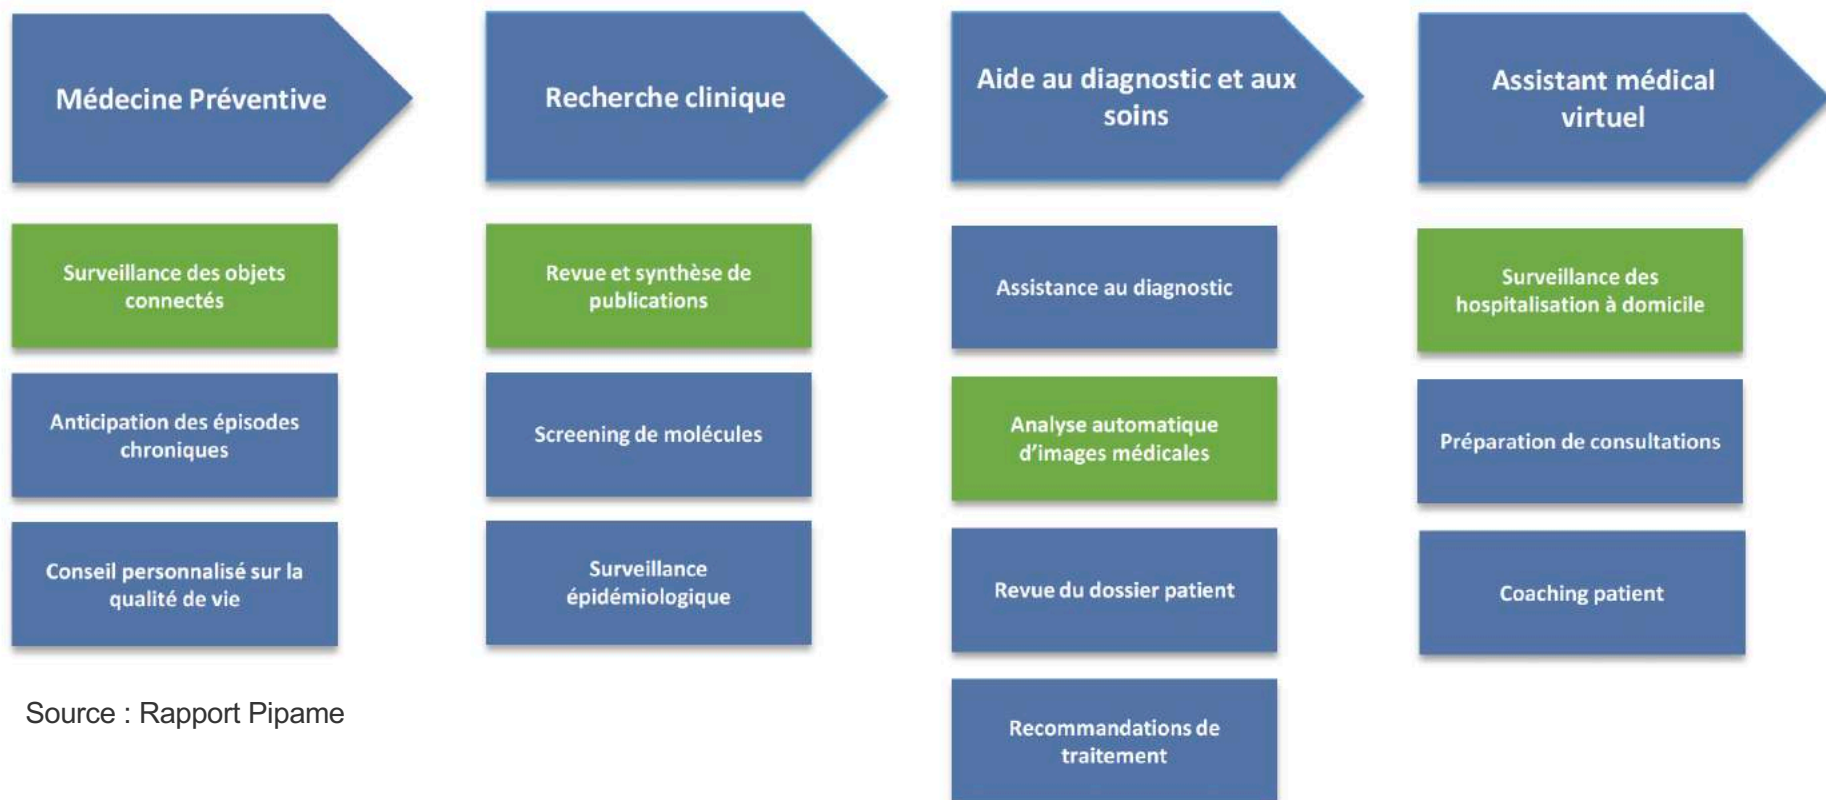 Médecine Préventive
Surveillance des objets
connectés
Anticipation des épisodes
chroniques
Conseil personnalisé sur la
qualité de vie
Recherche clinique
Revue et synthèse de
publications
Screening de molécules
Surveillance
épidémiologique
Aide au diagnostic et aux
soins
Assistance au diagnostic
Analyse automatique
d'images médicales
Revue du dossier patient
Recommandations de
traitement
Assistant médical
virtuel
Surveillance des
hospitalisation à domicile
Préparation de consultations
Coaching patient
Source : Rapport Pipame